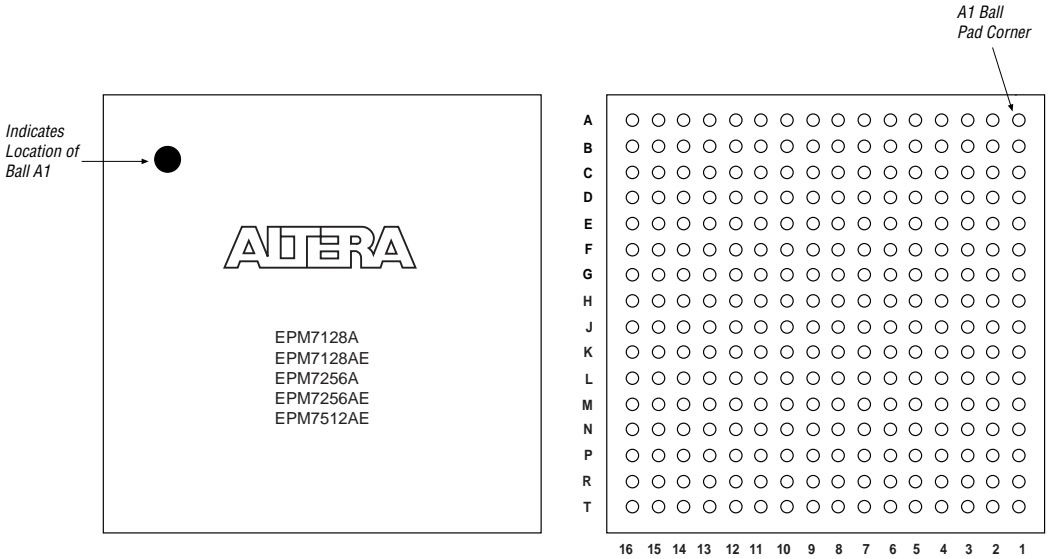 A1 Ball
Pad Corner
Indicates
Location of
Ball A1
ALTERA
EPM7128A
EPM7128AE
EPM7256A
EPM7256AE
EPM7512AE
A
B
C
D
E
F
G
H
J
K
L
M
N
P
R
T
16 15 14 13 12 11 10 9 8 7 6 5 4 3 2 1